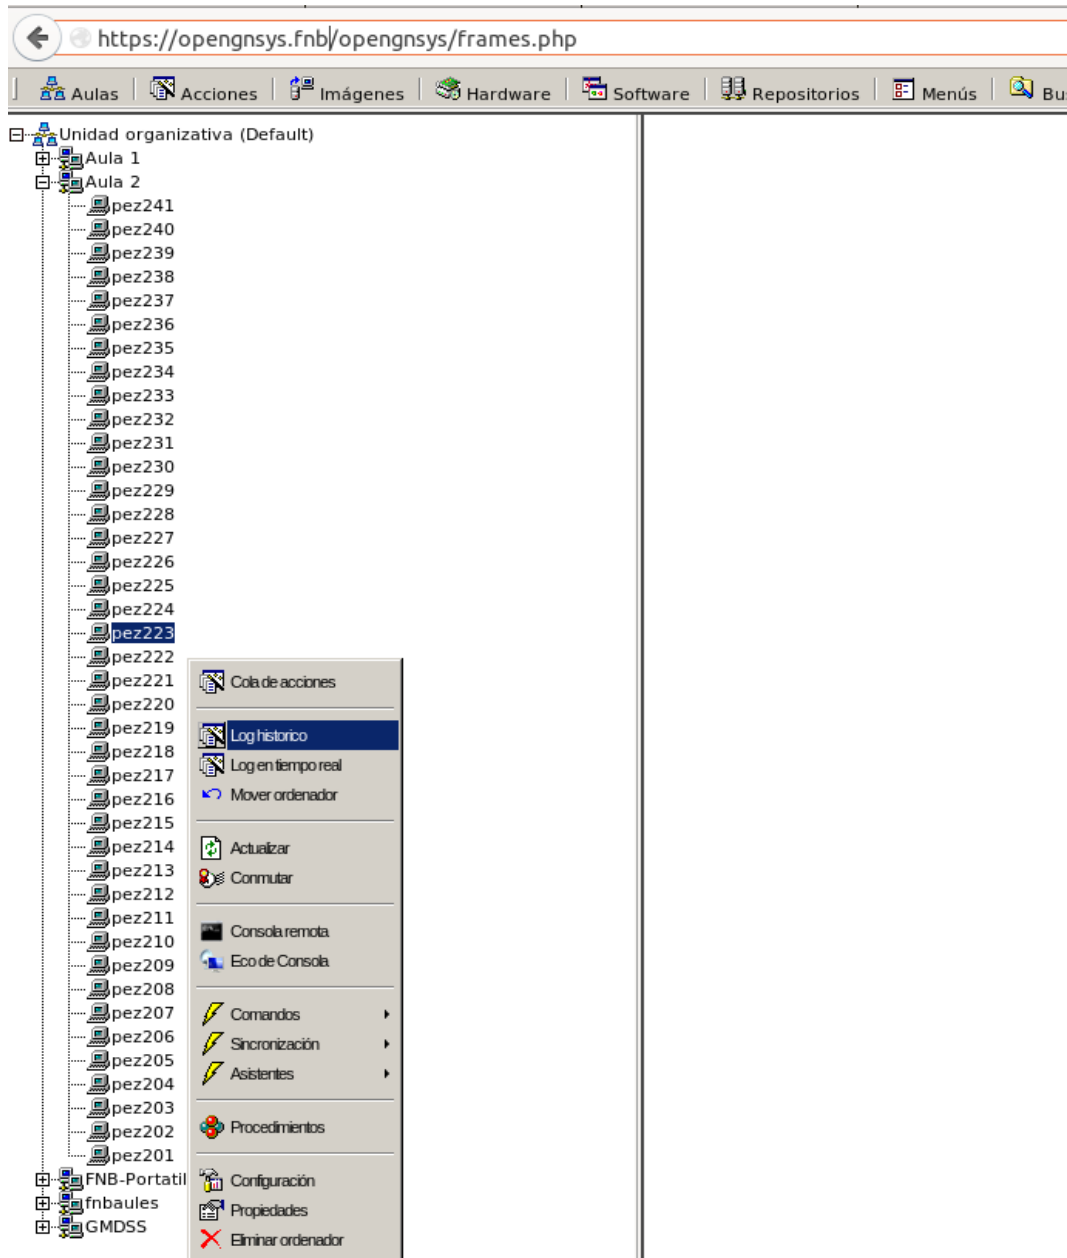 https://opengnsys.fnb/opengnsys/frames.php
Aulas Acciones Imágenes Hardware Software Repositorios Menús Bu
Unidad organizativa (Default)
Aula 1
Aula 2
pez241
pez240
pez239
pez238
pez237
pez236
pez235
pez234
pez233
pez232
pez231
pez230
pez229
pez228
pez227
pez226
pez225
pez224
pez223
pez222
pez221
pez220
pez219
pez218
pez217
pez216
pez215
pez214
pez213
pez212
pez211
pez210
pez209
pez208
pez207
pez206
pez205
pez204
pez203
pez202
pez201
FNB-Portatil
fnbaules
GMDSS
Cola de acciones
Log historico
Log en tiempo real
Mover ordenador
Actualizar
Conmutar
Consola remota
Eco de Consola
Comandos
Sincronización
Asistentes
Procedimientos
Configuración
Propiedades
Eliminar ordenador